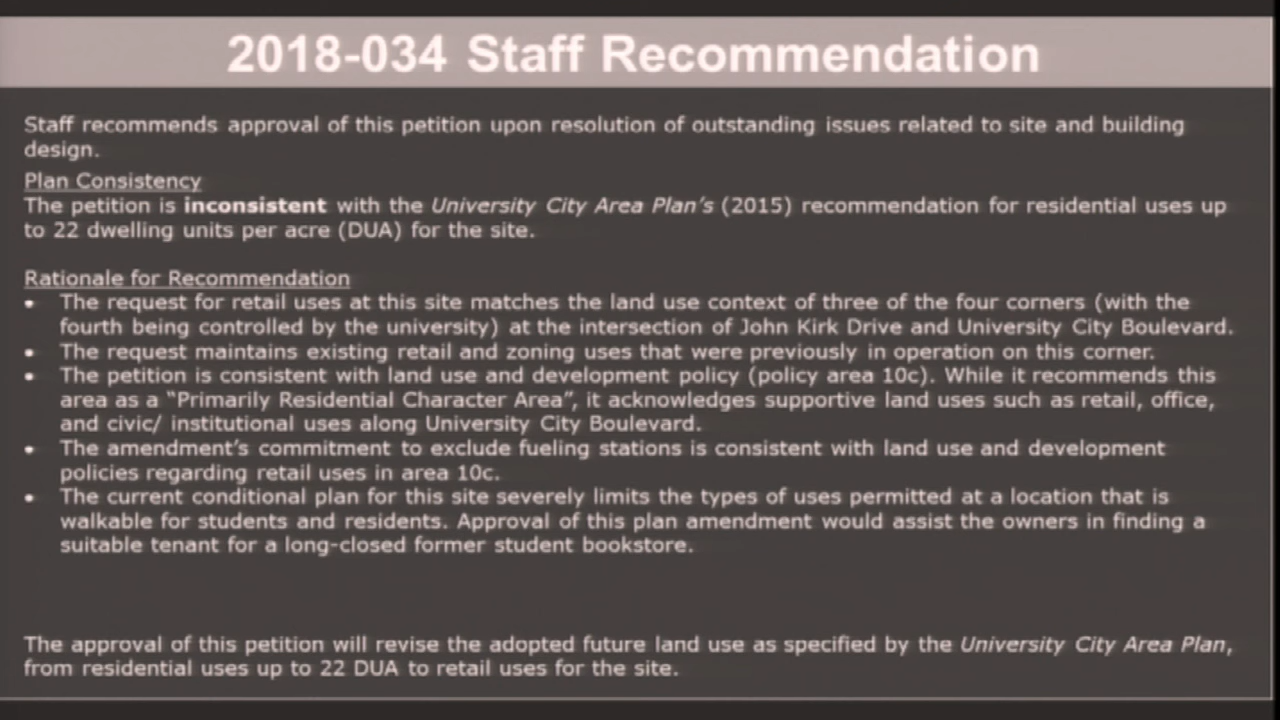 2018-034 Staff Recommendation
Staff recommends approval of this petition upon resolution of outstanding issues related to site and building
design.
Plan Consistency
The petition is inconsistent with the University City Area Plan's (2015) recommendation for residential uses up
to 22 dwelling units per acre (DUA) for the site.
Rationale for Recommendation
• The request for retail uses at this site matches the land use context of three of the four corners (with the
fourth being controlled by the university) at the intersection of John Kirk Drive and University City Boulevard.
• The request maintains existing retail and zoning uses that were previously in operation on this corner.
• The petition is consistent with land use and development policy (policy area 10c). While it recommends this
area as a "Primarily Residential Character Area", it acknowledges supportive land uses such as retail, office,
and civic/ institutional uses along University City Boulevard.
• The amendment's commitment to exclude fueling stations is consistent with land use and development
policies regarding retail uses in area 10c.
• The current conditional plan for this site severely limits the types of uses permitted at a location that is
walkable for students and residents. Approval of this plan amendment would assist the owners in finding a
suitable tenant for a long-closed former student bookstore.
The approval of this petition will revise the adopted future land use as specified by the University City Area Plan,
from residential uses up to 22 DUA to retail uses for the site.